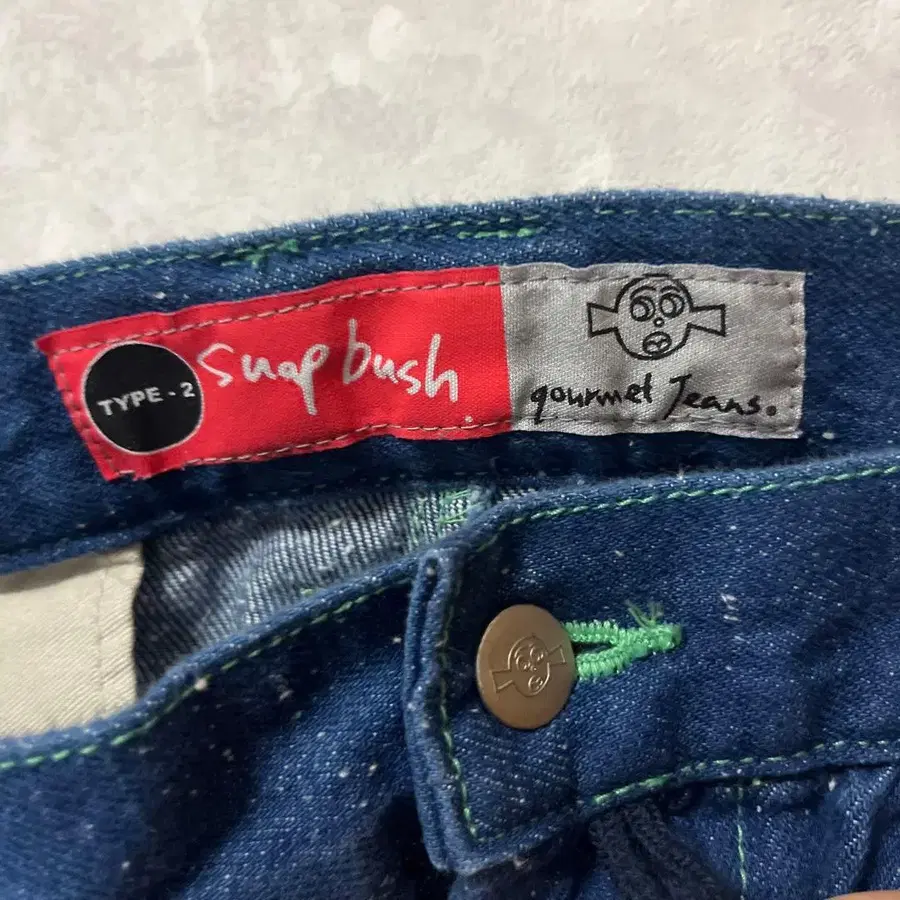 TYPE-2
Snap bush.
gourmet Jeans.